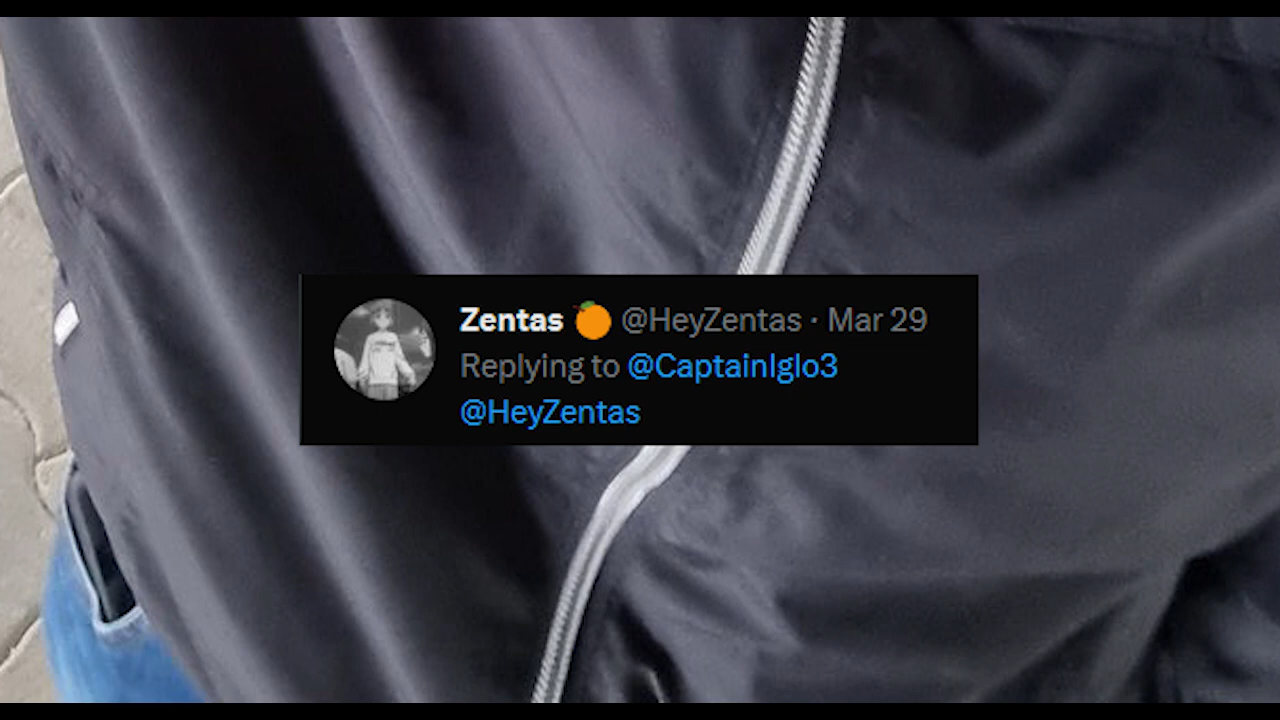 Zentas 🍊 @HeyZentas · Mar 29
Replying to @CaptainIglo3
@HeyZentas